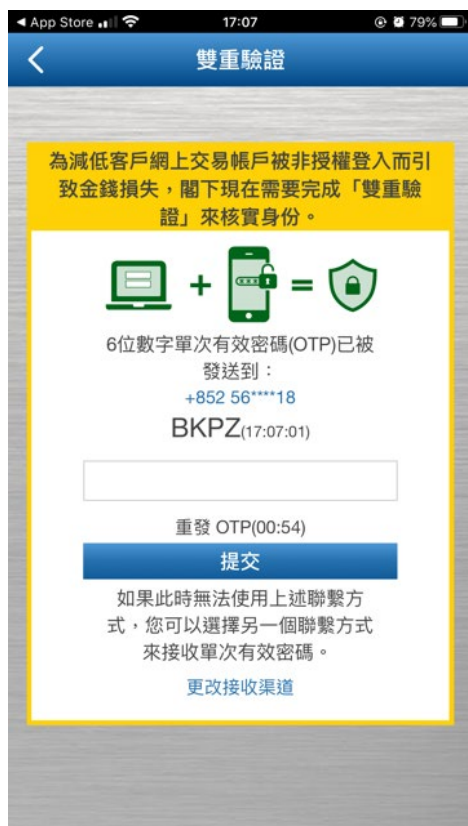 App Store 17:07 79%
雙重驗證
為減低客戶網上交易帳戶被非授權登入而引
致金錢損失，閣下現在需要完成「雙重驗
證」來核實身份。
6位數字單次有效密碼(OTP)已被
發送到：
+852 56****18
BKPZ(17:07:01)
重發 OTP(00:54)
提交
如果此時無法使用上述聯繫方
式，您可以選擇另一個聯繫方式
來接收單次有效密碼。
更改接收渠道